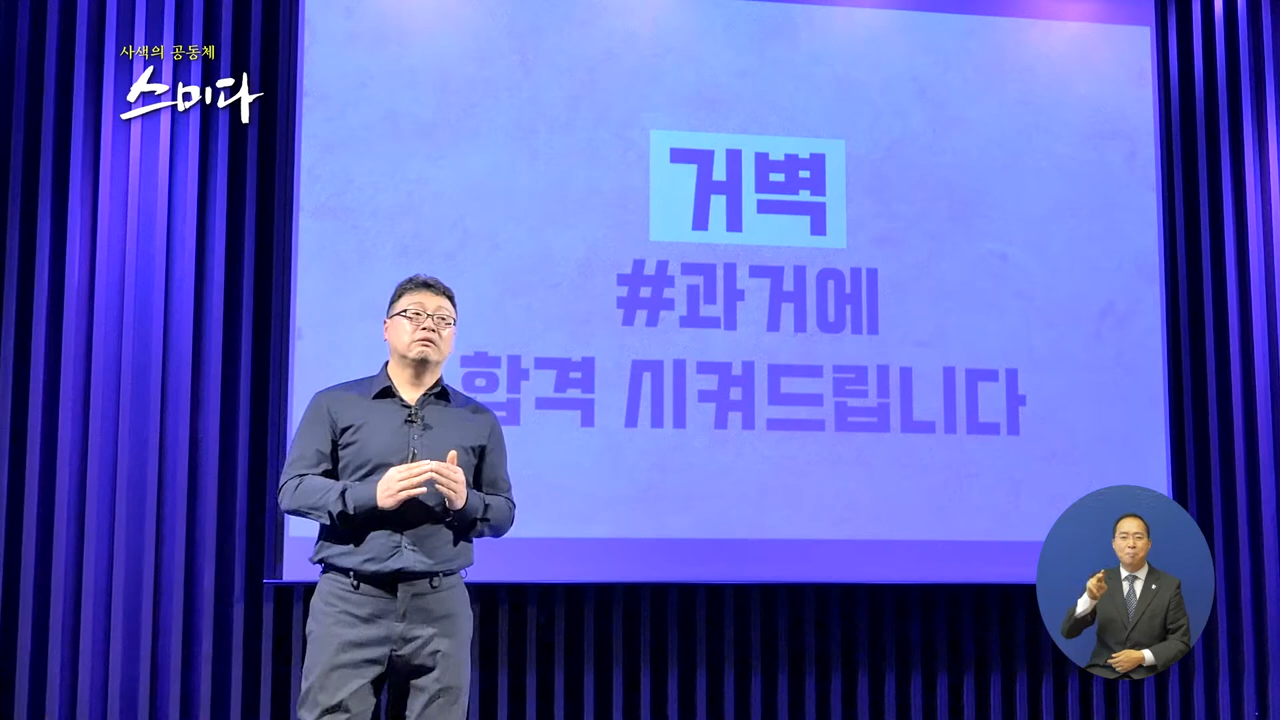 사색의 공동체
스미다
거벽
#과거에
합격 시켜드립니다